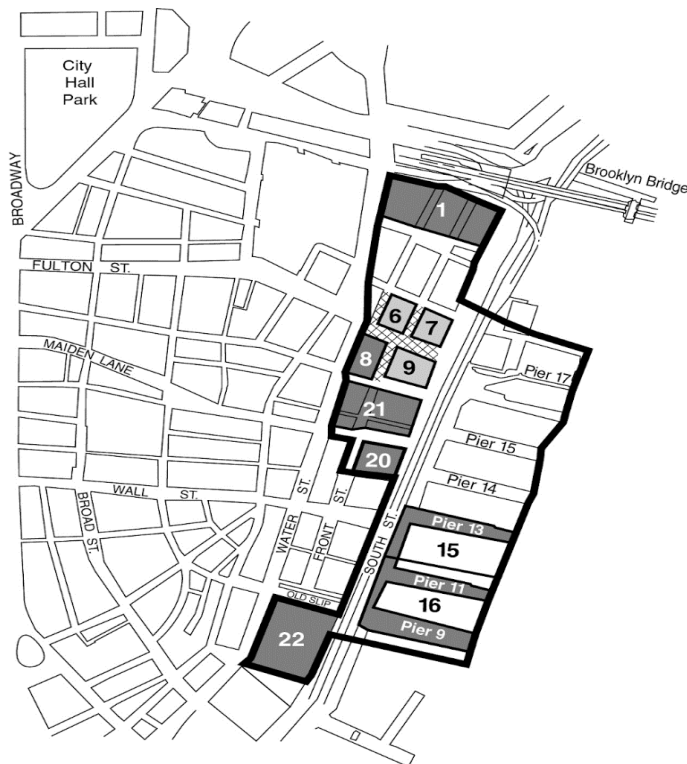 City
Hall
Park
BROADWAY
Brooklyn Bridge
1
FULTON ST.
6
7
MAIDEN LANE
8
9
Pier 17
21
Pier 15
20
Pier 14
WALL ST.
BROAD ST.
WATER ST.
FRONT ST.
SOUTH ST.
Pier 13
15
Pier 11
16
OLD SLIP
Pier 9
22